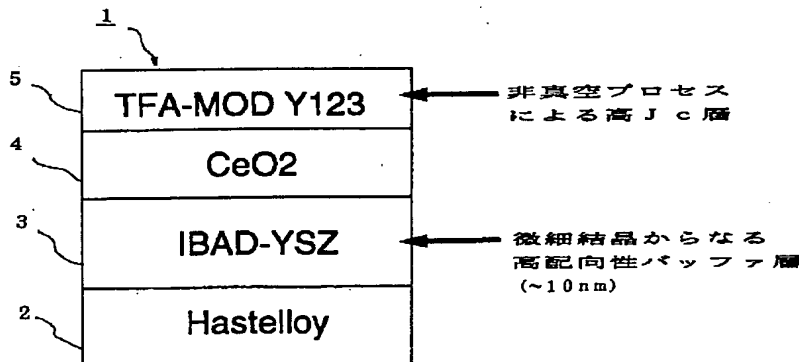 1
5
TFA-MOD Y123
非真空プロセス
による高Jc層
4
CeO2
3
IBAD-YSZ
微細結晶からなる
高配向性バッファ層
(~10nm)
2
Hastelloy